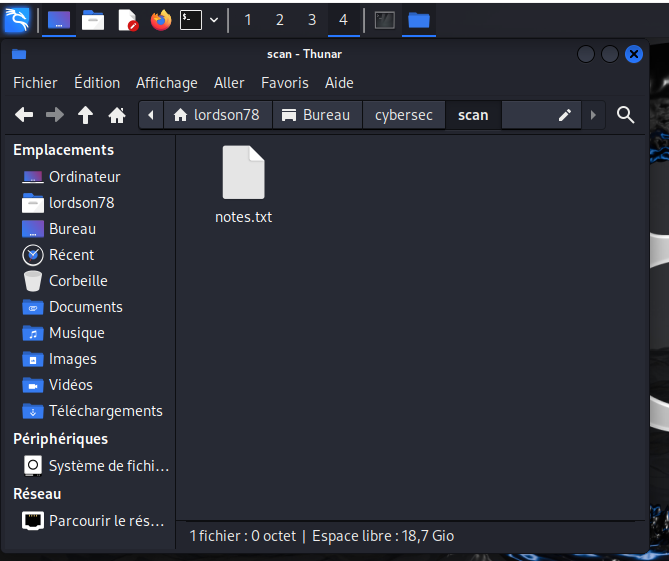 1 2 3 4
scan - Thunar
Fichier Édition Affichage Aller Favoris Aide
lordson78 Bureau cybersec scan
Emplacements
Ordinateur
lordson78
Bureau
Récent
Corbeille
Documents
Musique
Images
Vidéos
Téléchargements
Périphériques
Système de fichi...
Réseau
Parcourir le rés...
notes.txt
1 fichier : 0 octet | Espace libre : 18,7 Gio